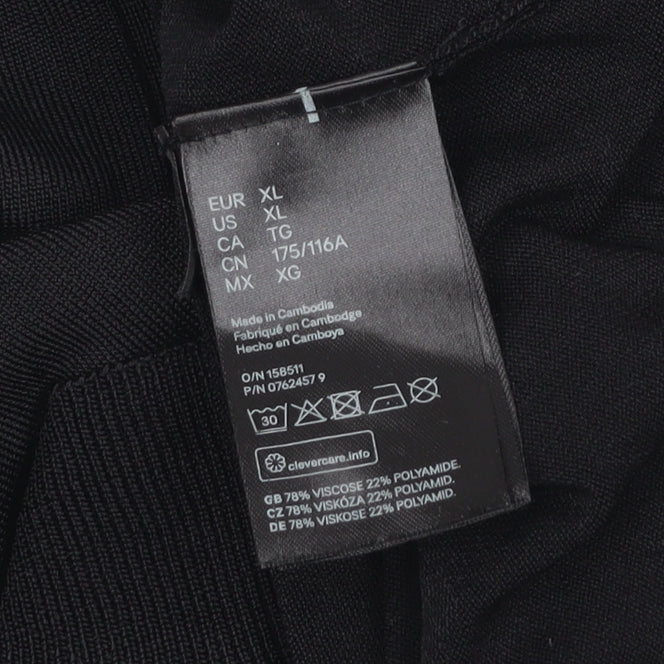 EUR XL
US XL
CA TG
CN 175/116A
MX XG
Made in Cambodia
Fabriqué en Cambodge
Hecho en Camboya
O/N 158511
P/N 0762457 9
30
clevercare.info
GB 78% VISCOSE 22% POLYAMIDE.
CZ 78% VISKÓZA 22% POLYAMID.
DE 78% VISKOSE 22% POLYAMID.